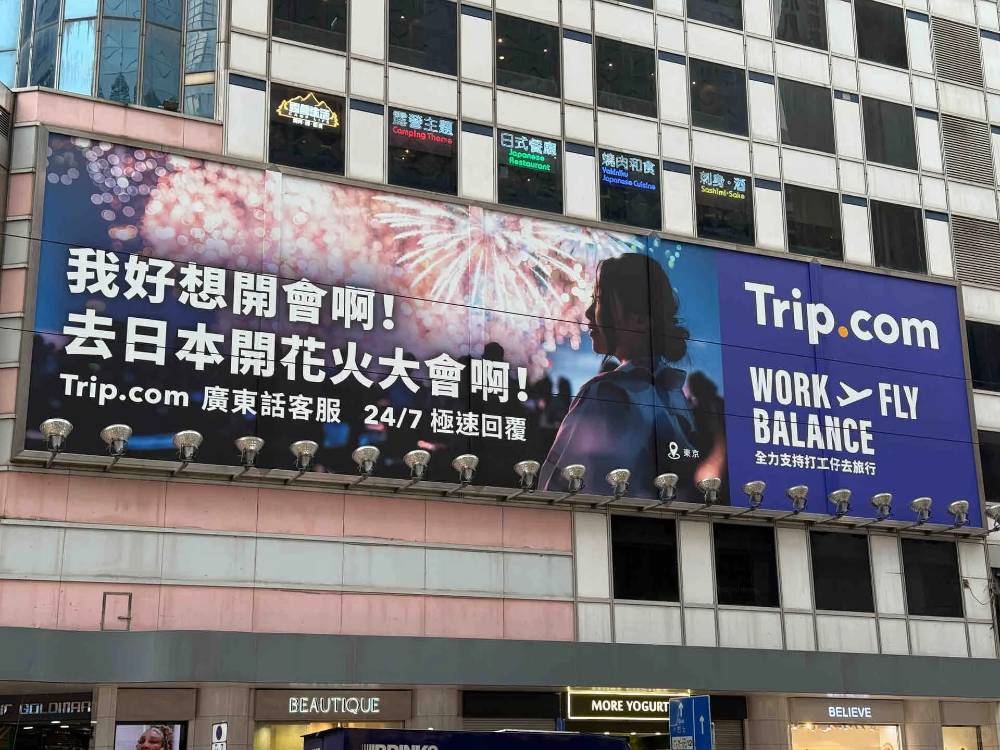 露營主題
Camping Theme
日式餐廳
Japanese
Restaurant
燒肉和食
Yakiniku
Japanese Cuisine
刺身·酒
Sashimi·Sake
我好想開會啊!
去日本開花火大會啊!
Trip.com 廣東話客服 24/7 極速回覆
東京
Trip.com
WORK FLY
BALANCE
全力支持打工仔去旅行
BEAUTIQUE
MORE YOGURT
BELIEVE